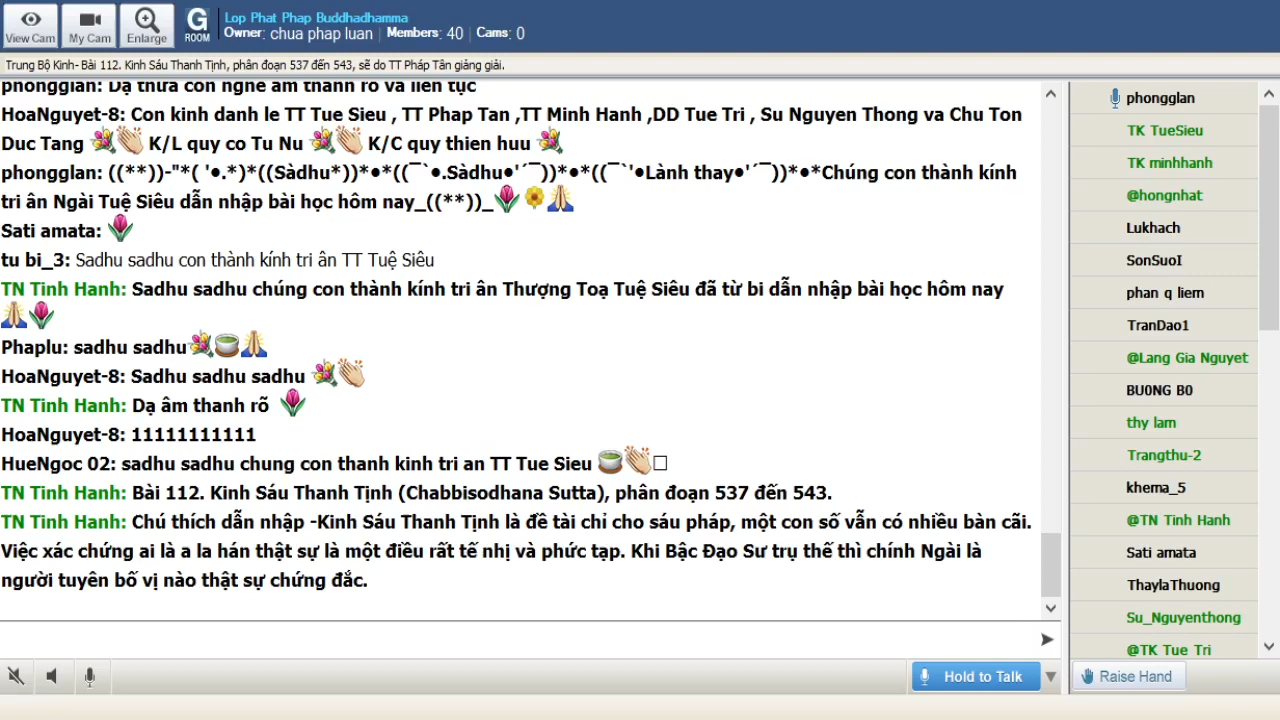 View Cam
My Cam
Enlarge
G
ROOM
Lop Phat Phap Buddhadhamma
Owner: chua phap luan | Members: 40 | Cams: 0
Trung Bộ Kinh- Bài 112. Kinh Sáu Thanh Tịnh, phân đoạn 537 đến 543, sẽ do TT Pháp Tân giảng giải.
phongglan: Dạ thưa con nghe âm thanh rõ và liên tục
HoaNguyet-8: Con kinh danh le TT Tue Sieu , TT Phap Tan ,TT Minh Hanh ,DD Tue Tri , Su Nguyen Thong va Chu Ton
Duc Tang 💐👏 K/L quy co Tu Nu 💐👏 K/C quy thien huu 💐
phongglan: ((**))-"*( '●.*)*((Sàdhu*))*●*((¯`●.Sàdhu●'´¯))*●*((¯`'●Lành thay●'´¯))*●*Chúng con thành kính
tri ân Ngài Tuệ Siêu dẫn nhập bài học hôm nay_((**))_🌷🌼🙏
Sati amata: 🌷
tu bi_3: Sadhu sadhu con thành kính tri ân TT Tuệ Siêu
TN Tinh Hanh: Sadhu sadhu chúng con thành kính tri ân Thượng Toạ Tuệ Siêu đã từ bi dẫn nhập bài học hôm nay
🙏🌷
Phaplu: sadhu sadhu💐🍵🙏
HoaNguyet-8: Sadhu sadhu sadhu 💐👏
TN Tinh Hanh: Dạ âm thanh rõ 🌷
HoaNguyet-8: 11111111111
HueNgoc 02: sadhu sadhu chung con thanh kinh tri an TT Tue Sieu 🍵👏□
TN Tinh Hanh: Bài 112. Kinh Sáu Thanh Tịnh (Chabbisodhana Sutta), phân đoạn 537 đến 543.
TN Tinh Hanh: Chú thích dẫn nhập -Kinh Sáu Thanh Tịnh là đề tài chỉ cho sáu pháp, một con số vẫn có nhiều bàn cãi.
Việc xác chứng ai là a la hán thật sự là một điều rất tế nhị và phức tạp. Khi Bậc Đạo Sư trụ thế thì chính Ngài là
người tuyên bố vị nào thật sự chứng đắc.
phongglan
TK TueSieu
TK minhhanh
@hongnhat
Lukhach
SonSuoI
phan q liem
TranDao1
@Lang Gia Nguyet
BU0NG B0
thy lam
Trangthu-2
khema_5
@TN Tinh Hanh
Sati amata
ThaylaThuong
Su_Nguyenthong
@TK Tue Tri
Hold to Talk
Raise Hand